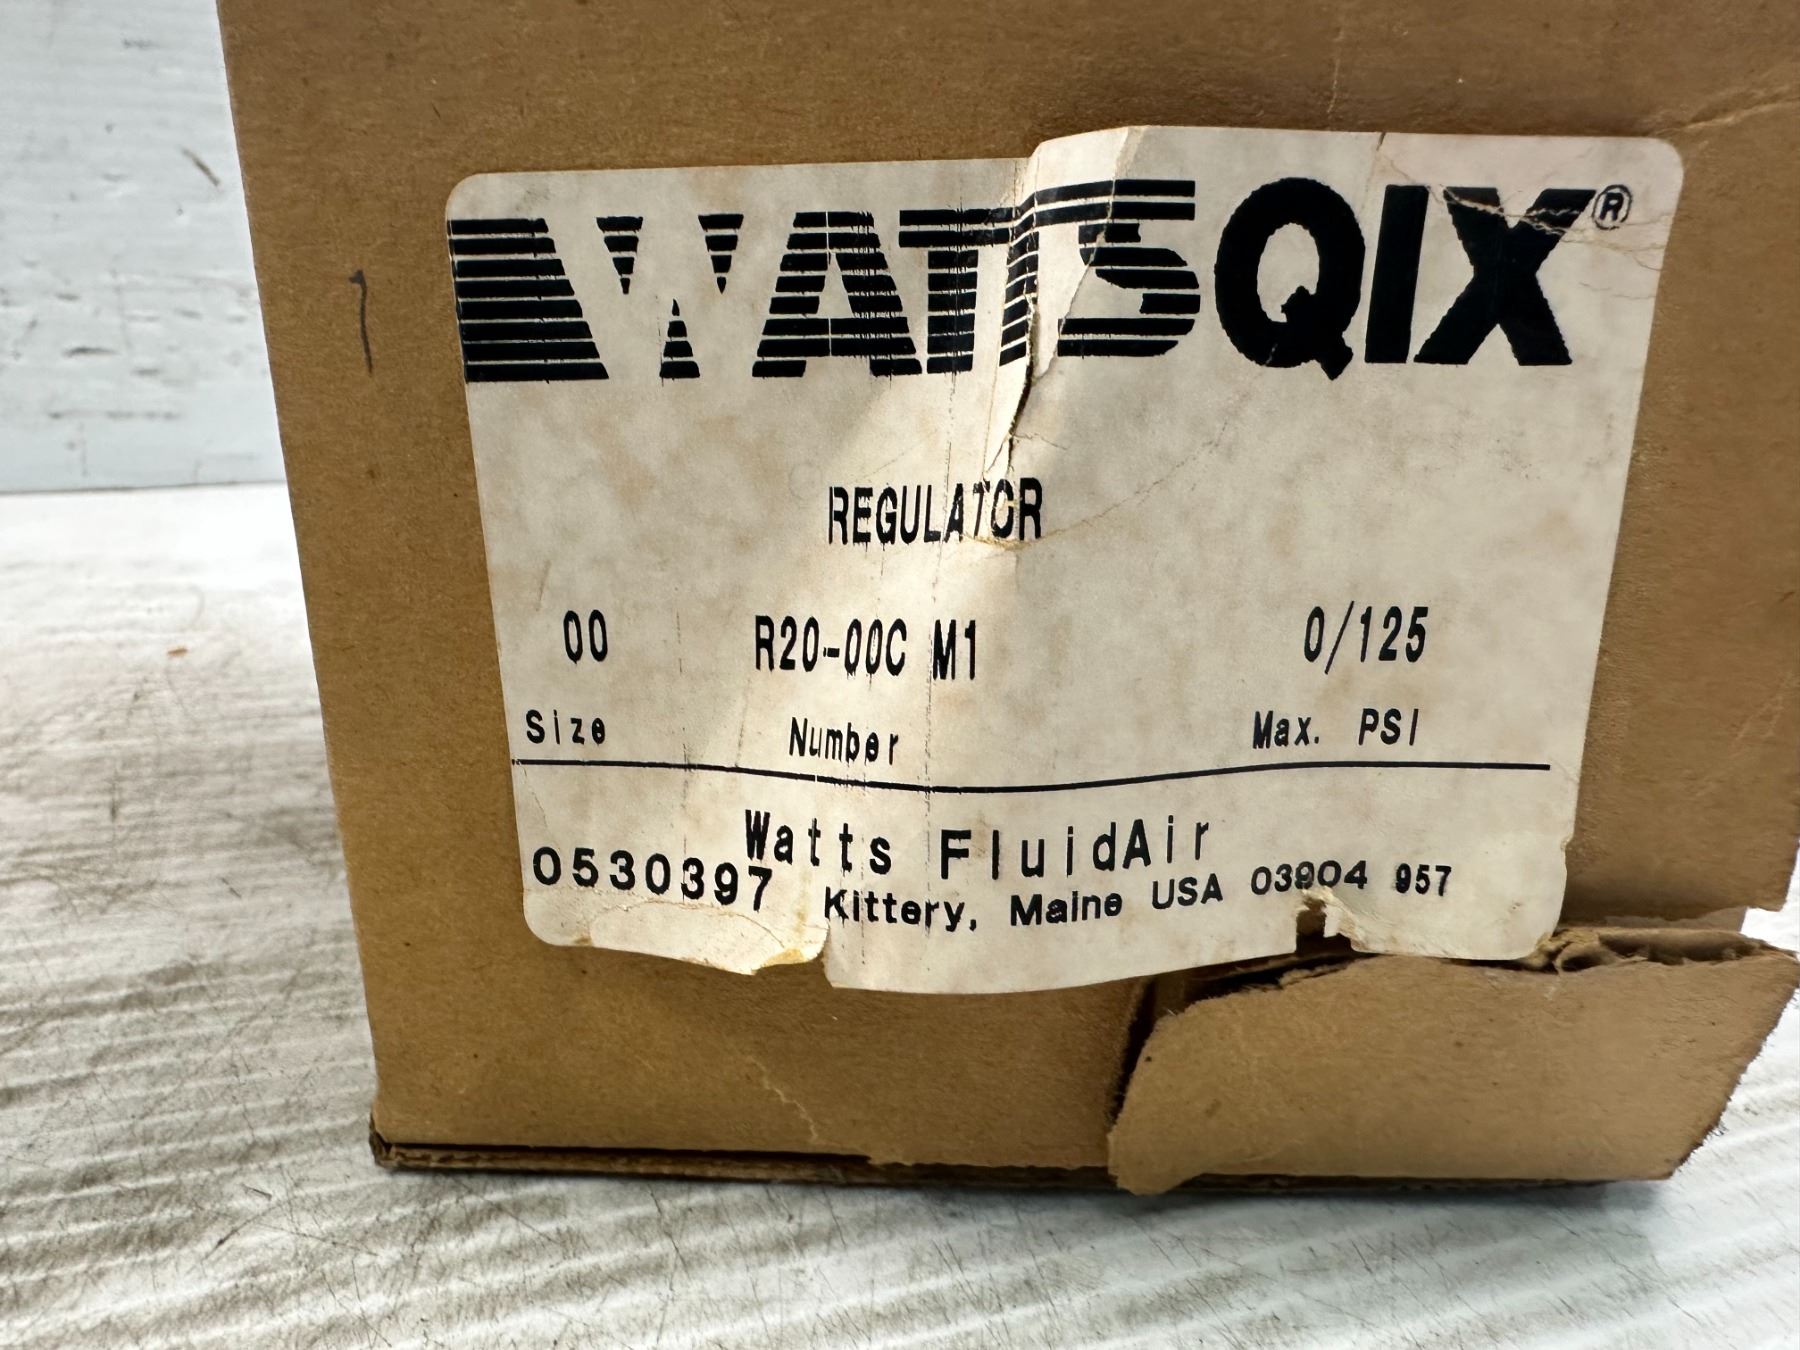 WATTSQIX®
1
REGULATOR
00 R20-00C M1 0/125
Size Number Max. PSI
Watts FluidAir
0530397 Kittery, Maine USA 03904 957